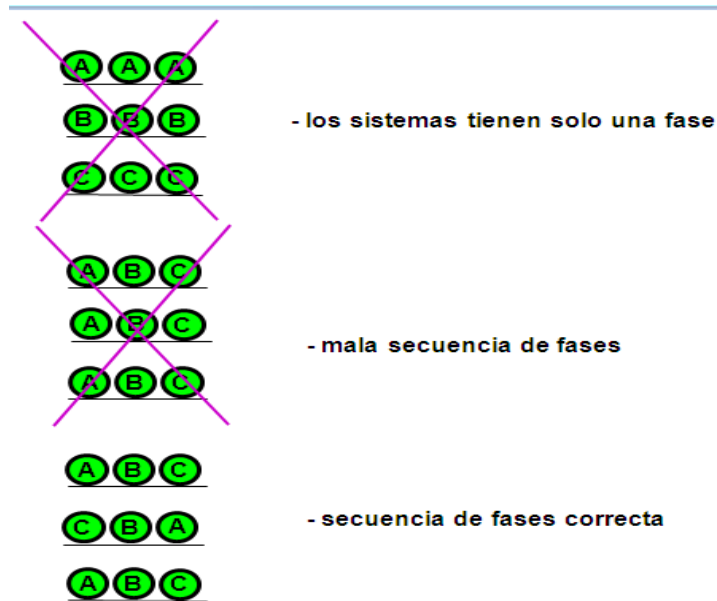 A A A
B B B - los sistemas tienen solo una fase
C C C
A B C
A B C - mala secuencia de fases
A B C
A B C
C B A - secuencia de fases correcta
A B C